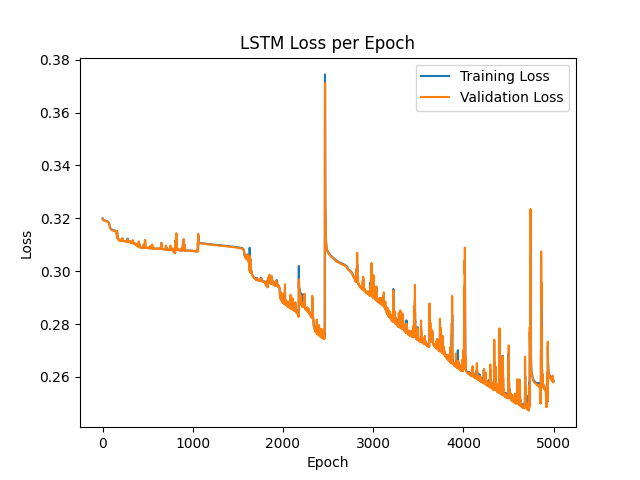 LSTM Loss per Epoch
Training Loss
Validation Loss
0.38
0.36
0.34
0.32
0.30
0.28
0.26
Loss
0
1000
2000
3000
4000
5000
Epoch